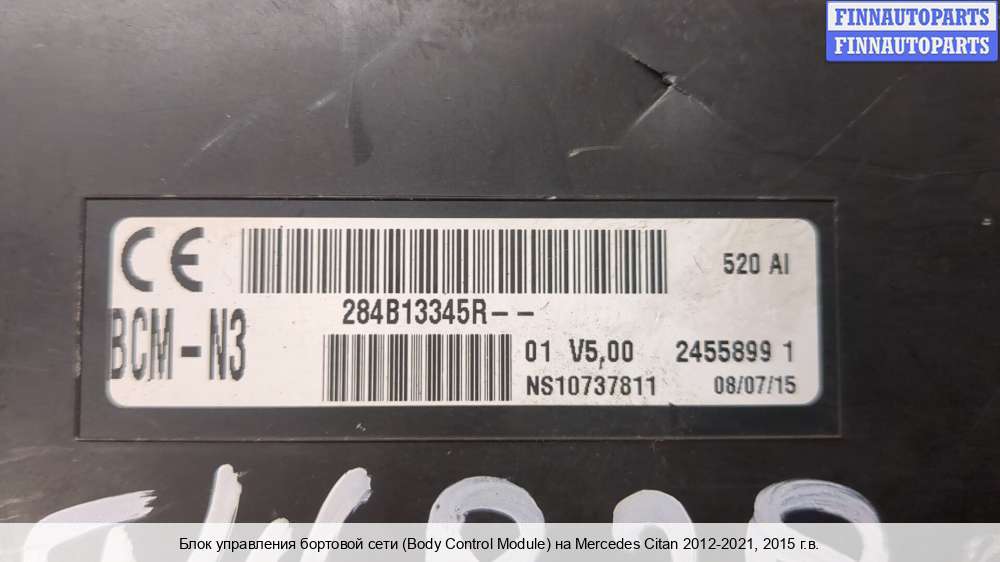 FINNAUTOPARTS
FINNAUTOPARTS
CE
520 AI
284B13345R--
BCM-N3
01 V5,00 2455899 1
NS10737811 08/07/15
Блок управления бортовой сети (Body Control Module) на Mercedes Citan 2012-2021, 2015 г.в.